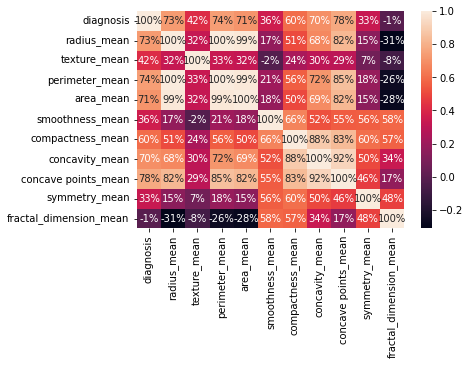 diagnosis 100% 73% 42% 74% 71% 36% 60% 70% 78% 33% -1%
radius_mean 73% 100% 32% 100% 99% 17% 51% 68% 82% 15% -31%
texture_mean 42% 32% 100% 33% 32% -2% 24% 30% 29% 7% -8%
perimeter_mean 74% 100% 33% 100% 99% 21% 56% 72% 85% 18% -26%
area_mean 71% 99% 32% 99% 100% 18% 50% 69% 82% 15% -28%
smoothness_mean 36% 17% -2% 21% 18% 100% 66% 52% 55% 56% 58%
compactness_mean 60% 51% 24% 56% 50% 66% 100% 88% 83% 60% 57%
concavity_mean 70% 68% 30% 72% 69% 52% 88% 100% 92% 50% 34%
concave points_mean 78% 82% 29% 85% 82% 55% 83% 92% 100% 46% 17%
symmetry_mean 33% 15% 7% 18% 15% 56% 60% 50% 46% 100% 48%
fractal_dimension_mean -1% -31% -8% -26% -28% 58% 57% 34% 17% 48% 100%
diagnosis
radius_mean
texture_mean
perimeter_mean
area_mean
smoothness_mean
compactness_mean
concavity_mean
concave points_mean
symmetry_mean
fractal_dimension_mean
1.0
0.8
0.6
0.4
0.2
0.0
−0.2